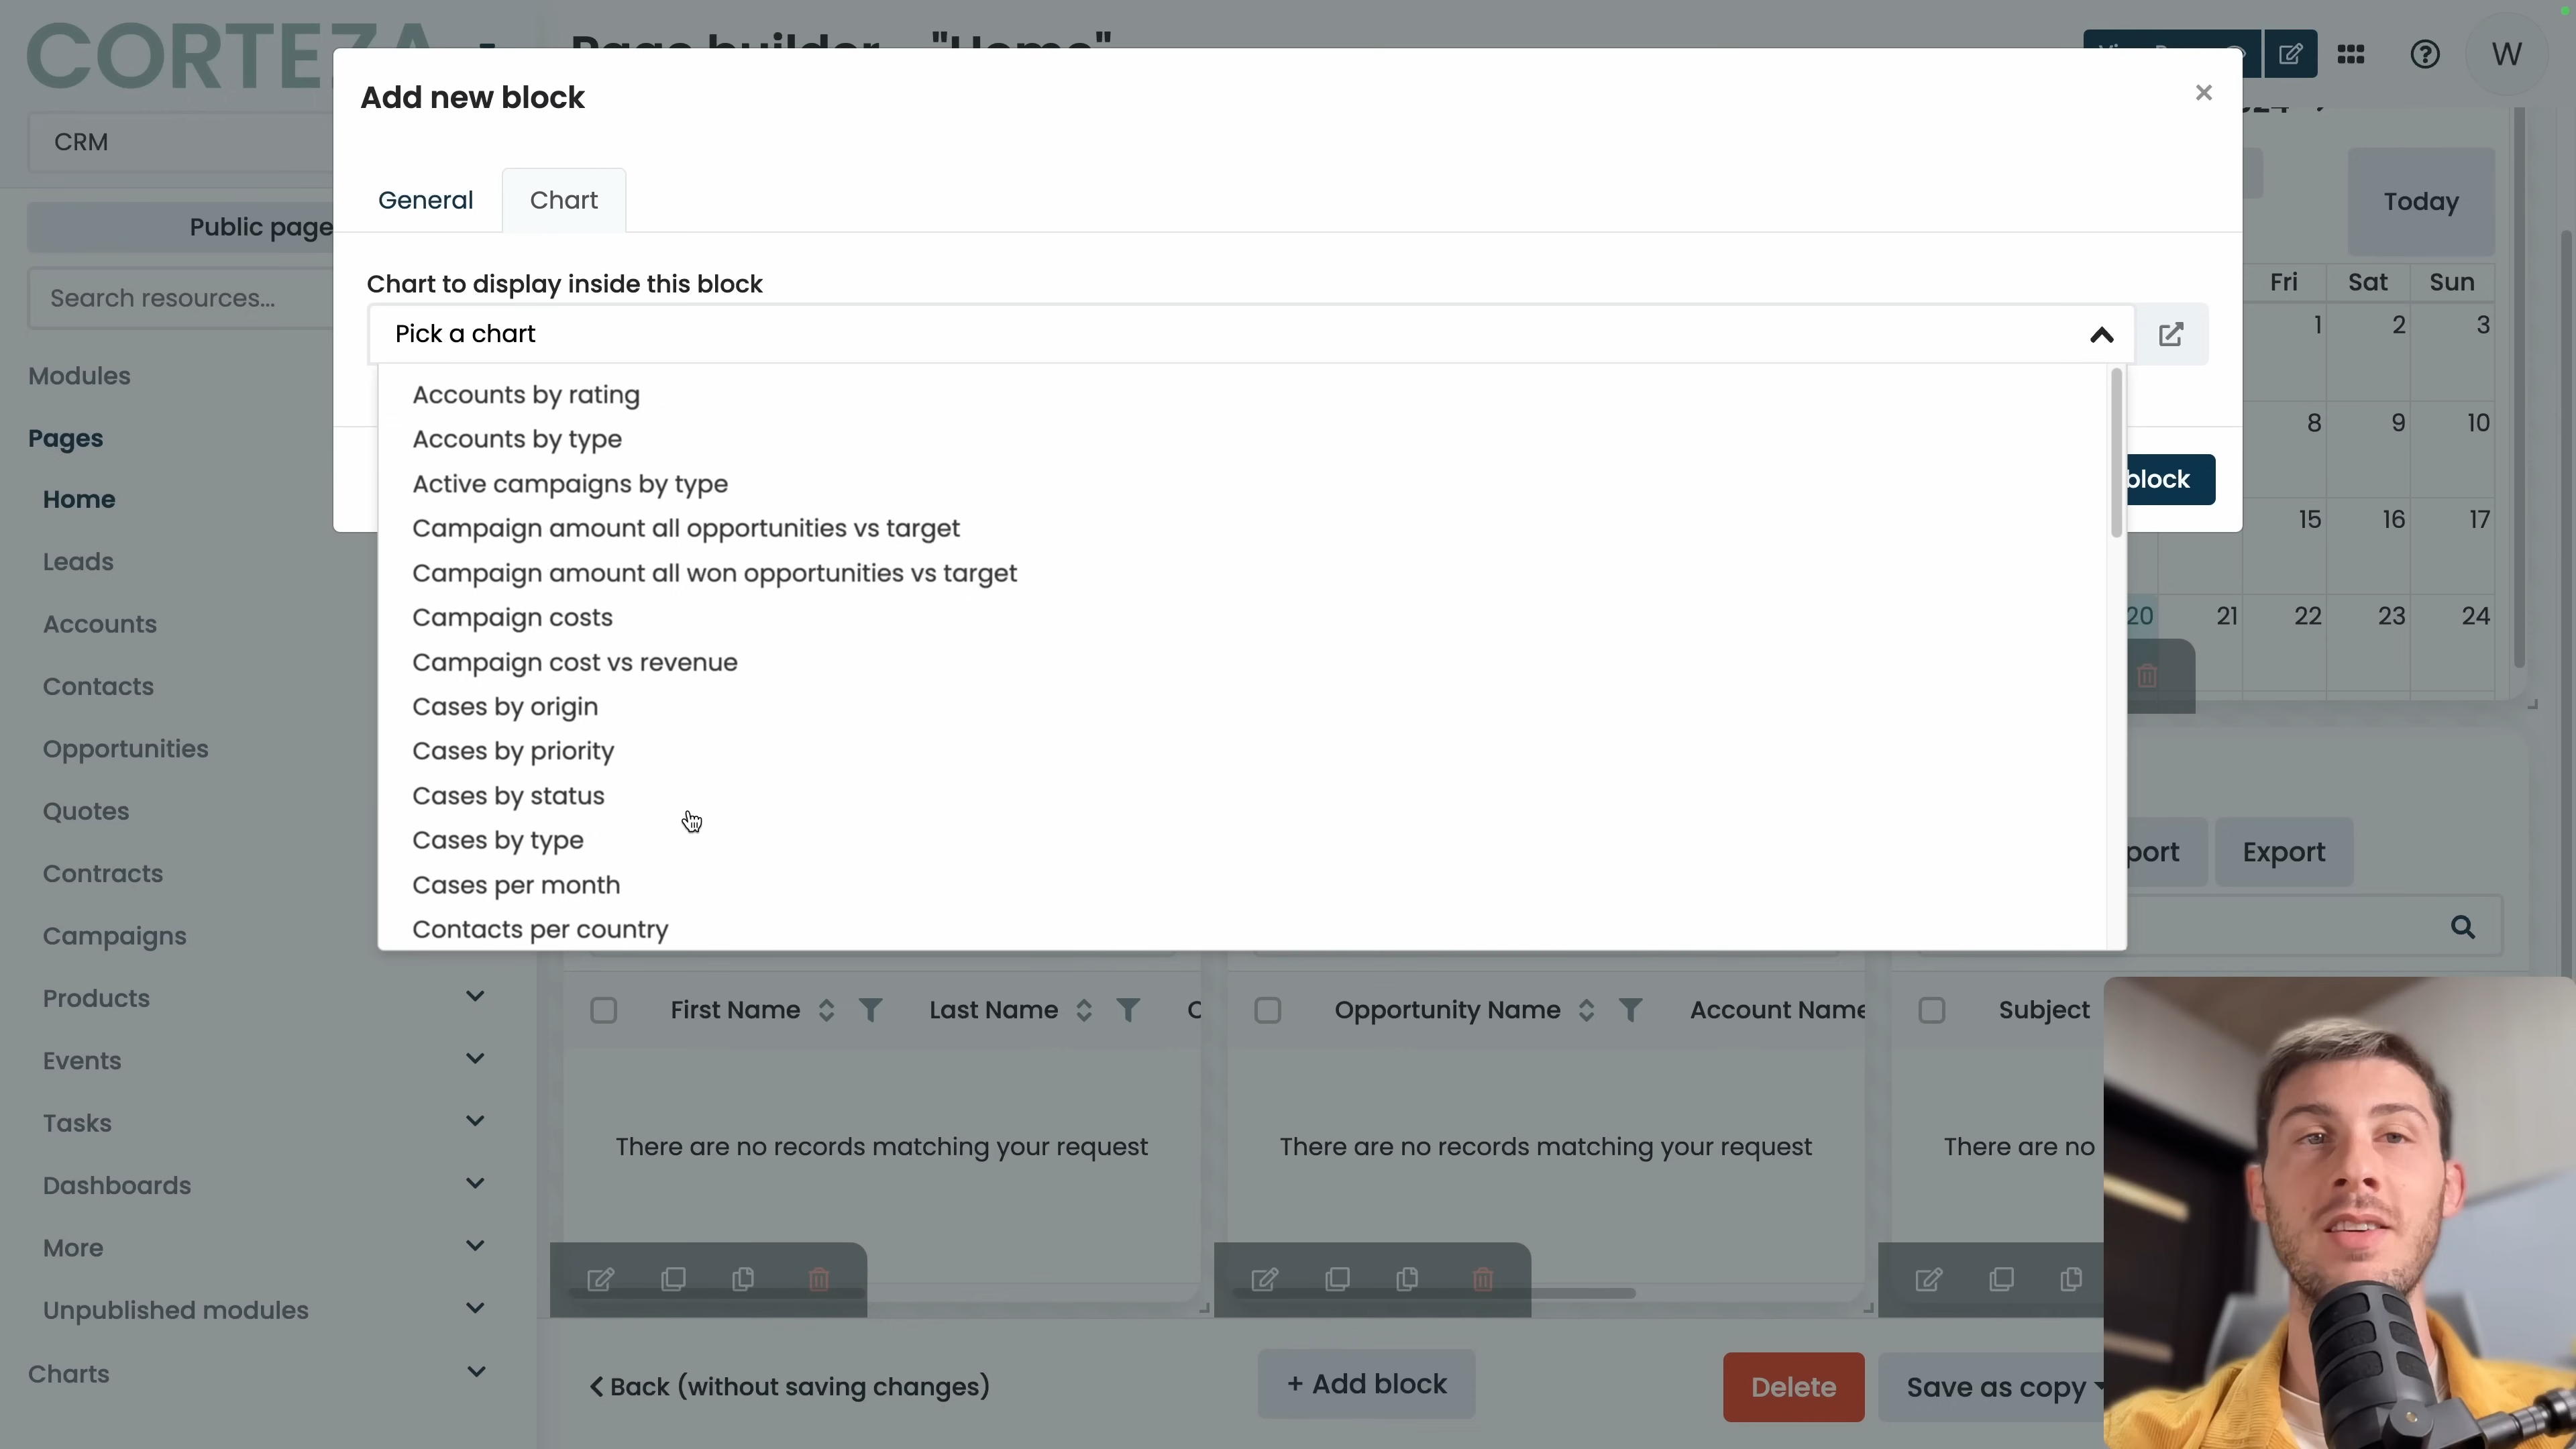 CORTEZA
Page builder - "Home"
W
Add new block
CRM
General
Chart
Today
Public page
Chart to display inside this block
Fri
Sat
Sun
Search resources...
Pick a chart
1
2
3
Modules
Accounts by rating
Pages
Accounts by type
8
9
10
Home
Active campaigns by type
block
Leads
Campaign amount all opportunities vs target
15
16
17
Campaign amount all won opportunities vs target
Accounts
Campaign costs
20
21
22
23
24
Contacts
Campaign cost vs revenue
Cases by origin
Opportunities
Cases by priority
Quotes
Cases by status
Cases by type
port
Export
Contracts
Cases per month
Campaigns
Contacts per country
Products
First Name
Last Name
Opportunity Name
Account Name
Subject
Events
Tasks
There are no records matching your request
There are no records matching your request
There are no
Dashboards
More
Unpublished modules
Charts
Back (without saving changes)
+ Add block
Delete
Save as copy